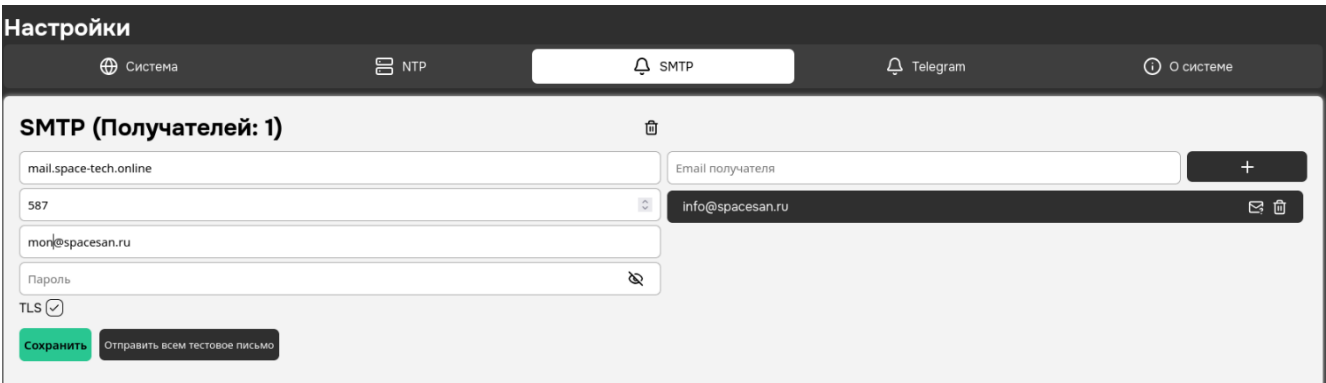 Настройки
Система
NTP
SMTP
Telegram
О системе
SMTP (Получателей: 1)
mail.space-tech.online
Email получателя
587
info@spacesan.ru
mon@spacesan.ru
Пароль
TLS
Сохранить
Отправить всем тестовое письмо